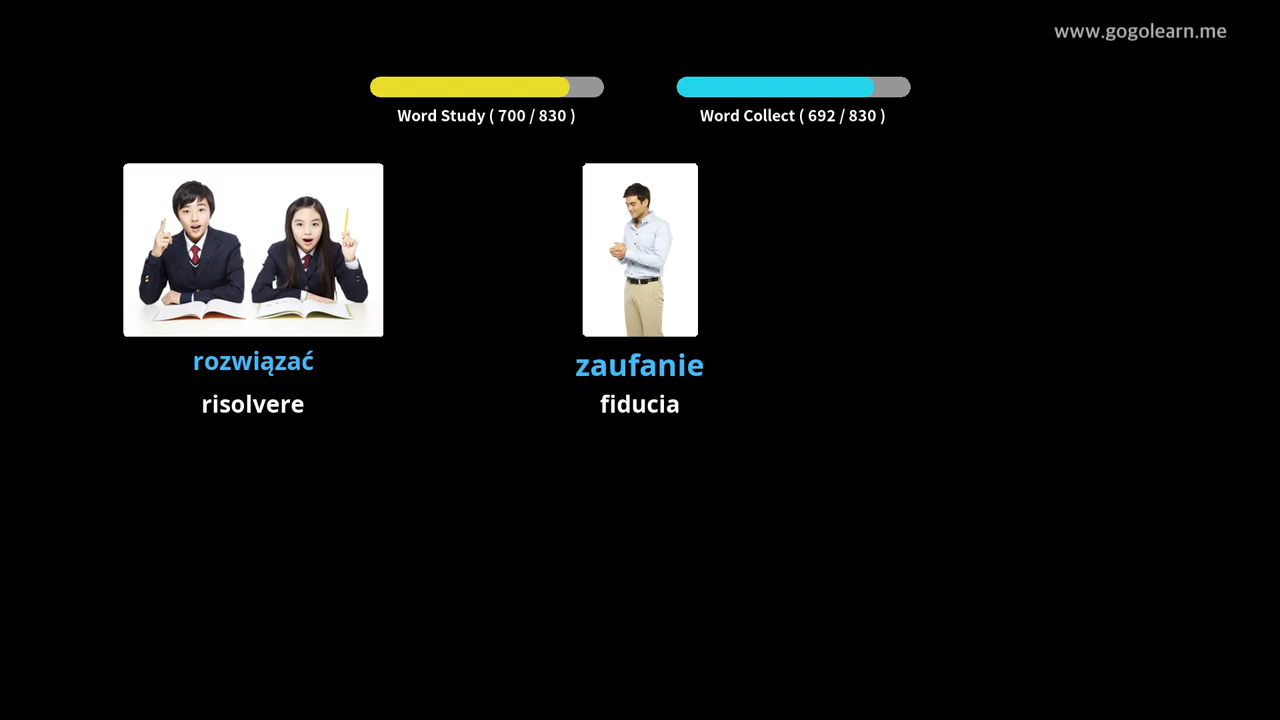 www.gogolearn.me
Word Study ( 700 / 830 )
Word Collect ( 692 / 830 )
rozwiązać
risolvere
zaufanie
fiducia